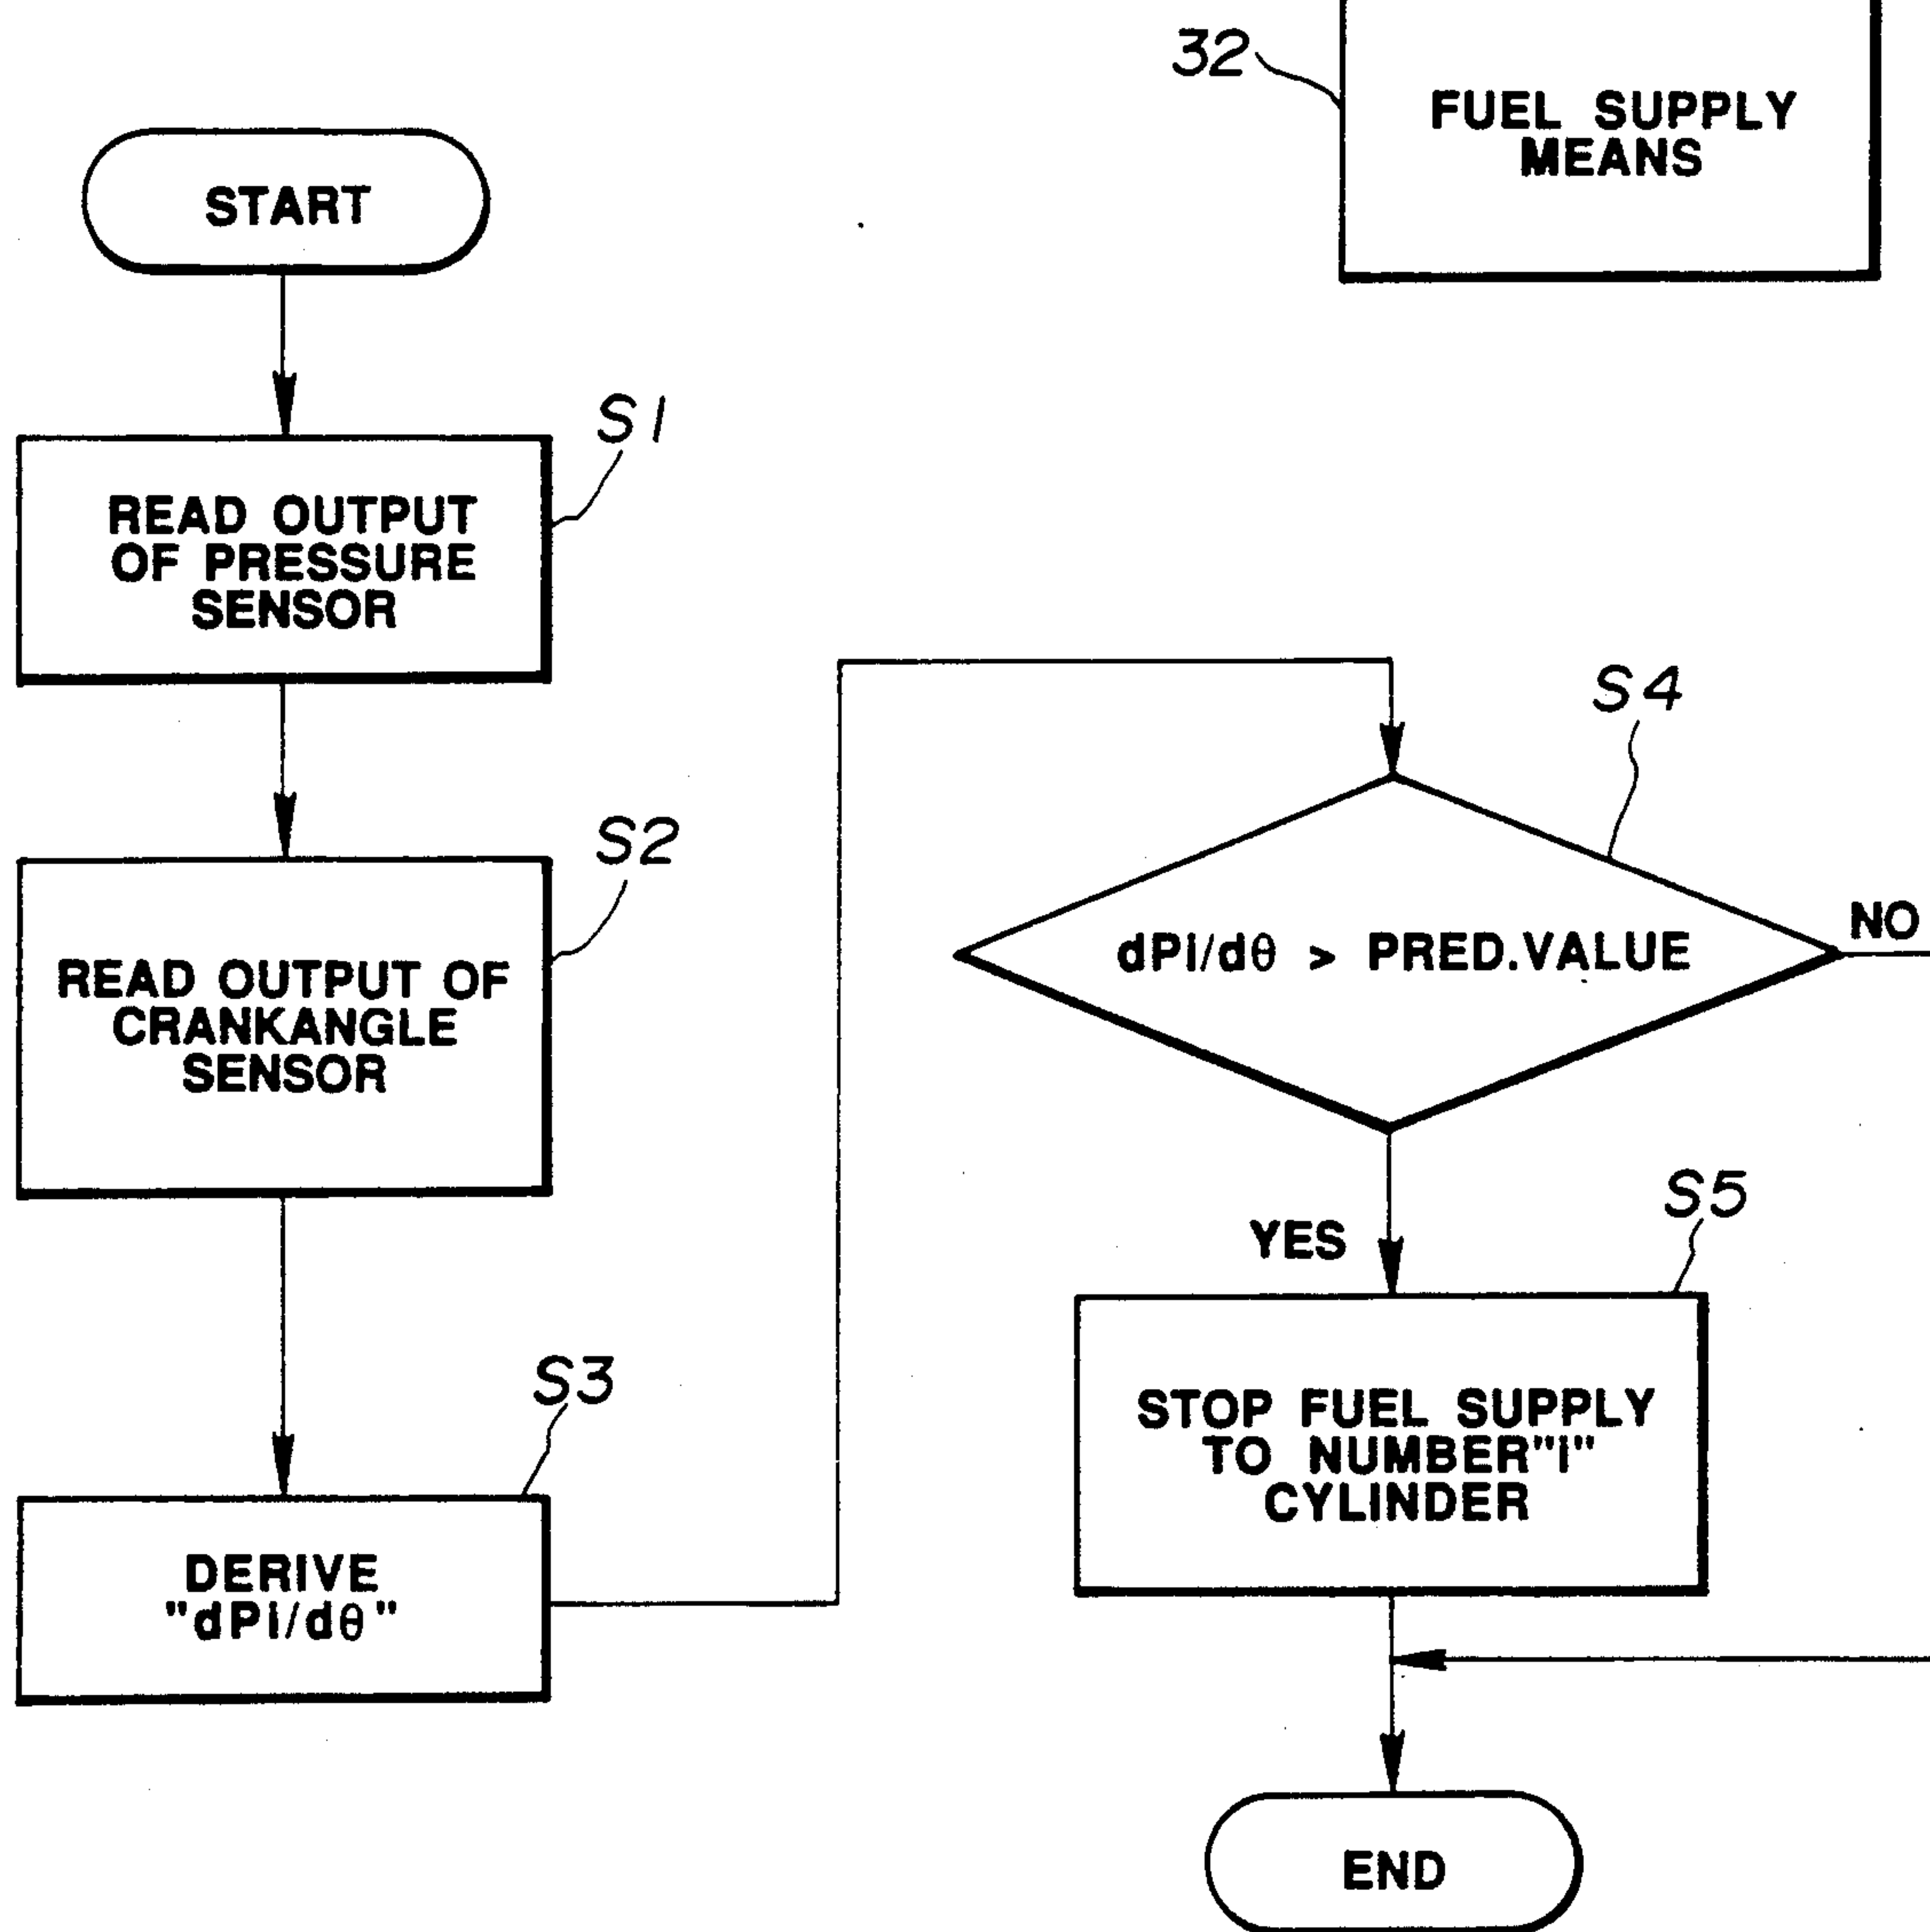 32
FUEL SUPPLY
MEANS
START
S1
READ OUTPUT
OF PRESSURE
SENSOR
S2
READ OUTPUT OF
CRANKANGLE
SENSOR
S3
DERIVE
"dPi/dθ"
S4
dPi/dθ > PRED.VALUE
NO
YES
S5
STOP FUEL SUPPLY
TO NUMBER"i"
CYLINDER
END